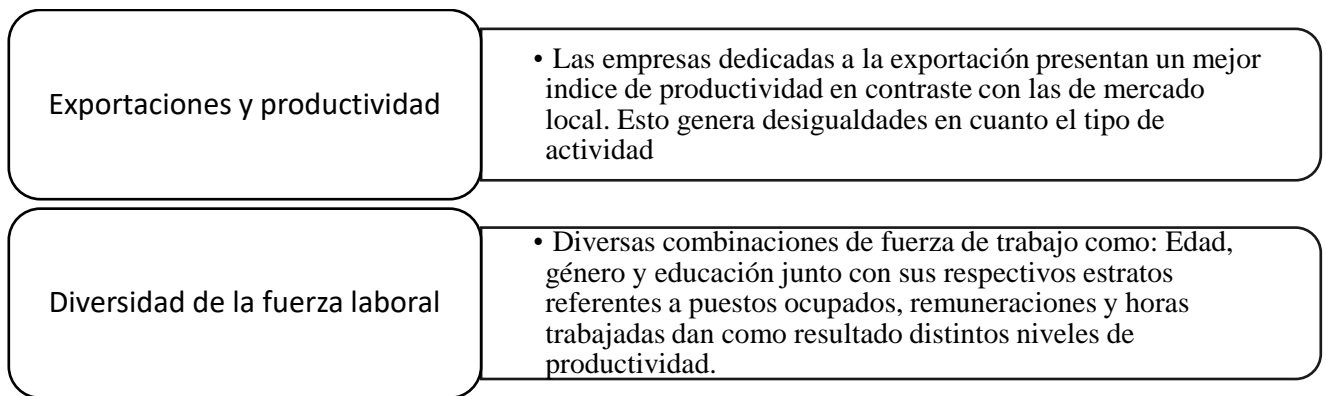 Exportaciones y productividad
• Las empresas dedicadas a la exportación presentan un mejor
indice de productividad en contraste con las de mercado
local. Esto genera desigualdades en cuanto el tipo de
actividad
Diversidad de la fuerza laboral
• Diversas combinaciones de fuerza de trabajo como: Edad,
género y educación junto con sus respectivos estratos
referentes a puestos ocupados, remuneraciones y horas
trabajadas dan como resultado distintos niveles de
productividad.